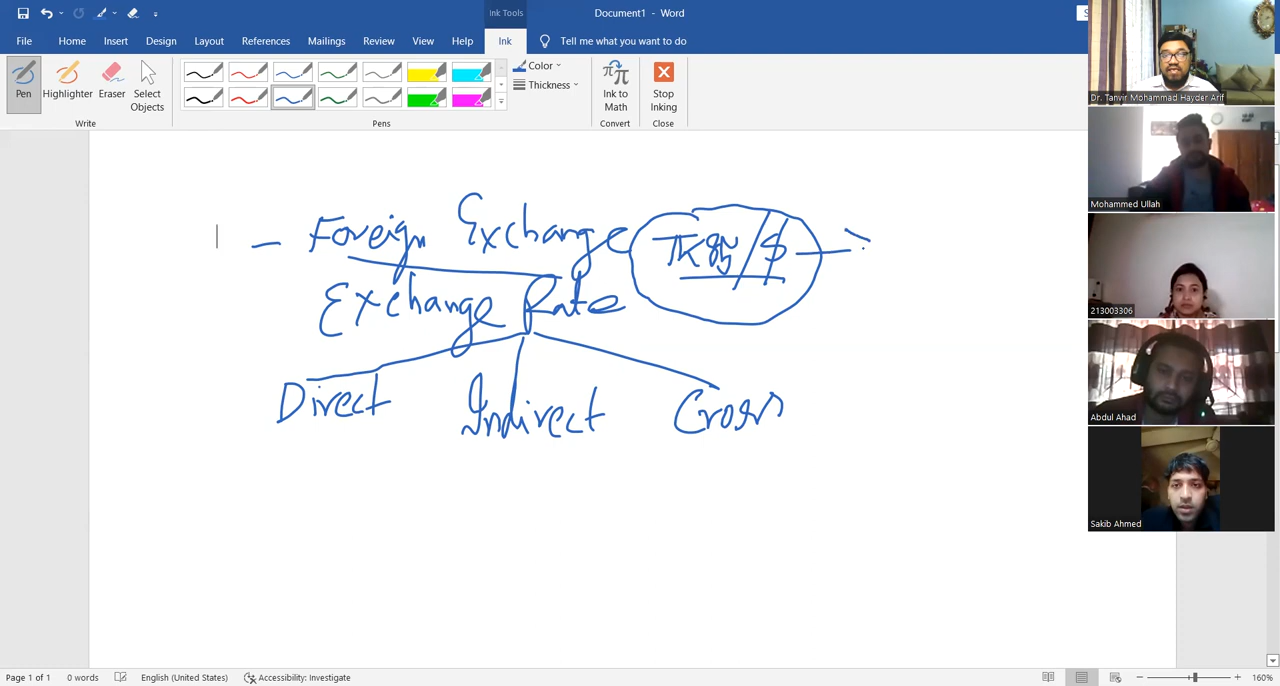 Ink Tools
Document1 - Word
File Home Insert Design Layout References Mailings Review View Help Ink Tell me what you want to do
Pen Highlighter Eraser Select Objects
Color
Thickness
Ink to Math
Stop Inking
Write Pens Convert Close
- Foreign Exchange TK 85/$
Exchange Rate
Direct Indirect Cross
Dr. Tanvir Mohammad Hayder Arif
Mohammed Ullah
213003306
Abdul Ahad
Sakib Ahmed
Page 1 of 1 0 words English (United States) Accessibility: Investigate 160%